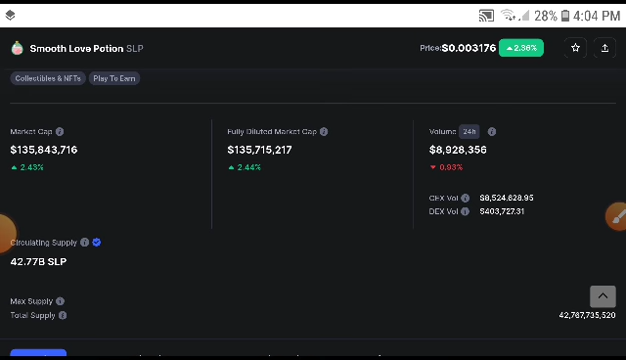 28% 4:04 PM
Smooth Love Potion SLP Price:$0.003176 2.36%
Collectibles & NFTs Play To Earn
Market Cap Fully Diluted Market Cap Volume 24h
$135,843,716 $135,715,217 $8,928,356
2.43% 2.44% 0.93%
CEX Vol $8,524,628.95
DEX Vol $403,727.31
Circulating Supply
42.77B SLP
Max Supply
Total Supply 42,767,735,520